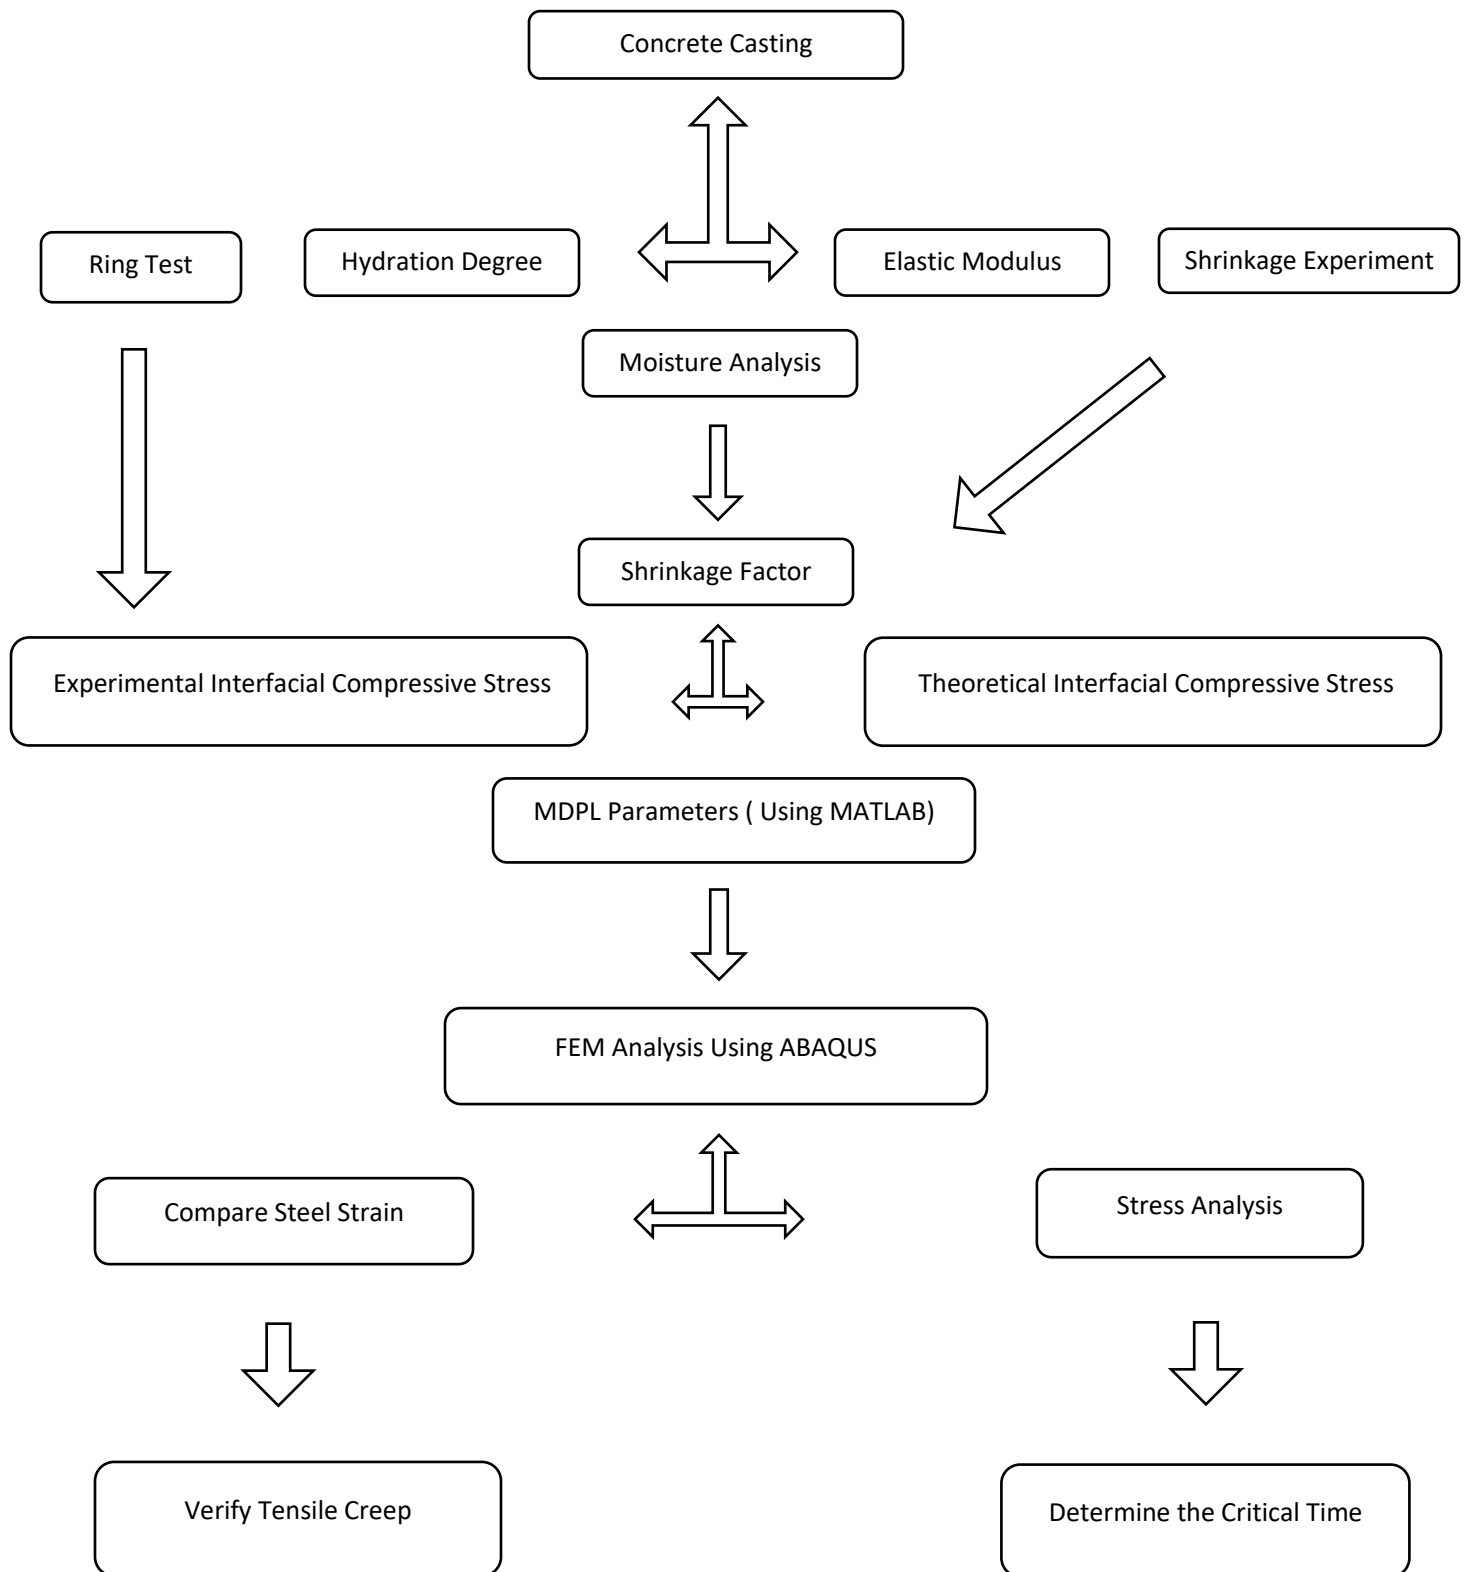 Concrete Casting
Ring Test
Hydration Degree
Elastic Modulus
Shrinkage Experiment
Moisture Analysis
Shrinkage Factor
Experimental Interfacial Compressive Stress
Theoretical Interfacial Compressive Stress
MDPL Parameters ( Using MATLAB)
FEM Analysis Using ABAQUS
Compare Steel Strain
Stress Analysis
Verify Tensile Creep
Determine the Critical Time